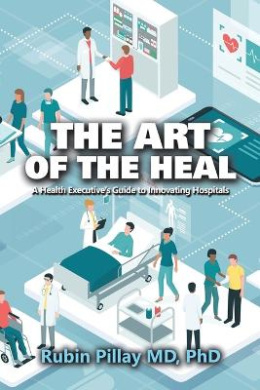 THE ART
OF THE HEAL
A Health Executive's Guide to Innovating Hospitals
Rubin Pillay MD, PhD